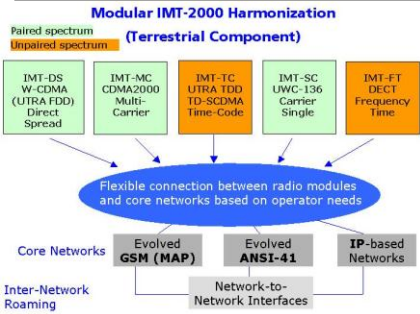 Modular IMT-2000 Harmonization
(Terrestrial Component)
Paired spectrum
Unpaired spectrum
IMT-DS
W-CDMA
(UTRA FDD)
Direct
Spread
IMT-MC
CDMA2000
Multi-
Carrier
IMT-TC
UTRA TDD
TD-SCDMA
Time-Code
IMT-SC
UWC-136
Carrier
Single
IMT-FT
DECT
Frequency
Time
Flexible connection between radio modules
and core networks based on operator needs
Core Networks
Evolved
GSM (MAP)
Evolved
ANSI-41
IP-based
Networks
Inter-Network
Roaming
Network-to-
Network Interfaces